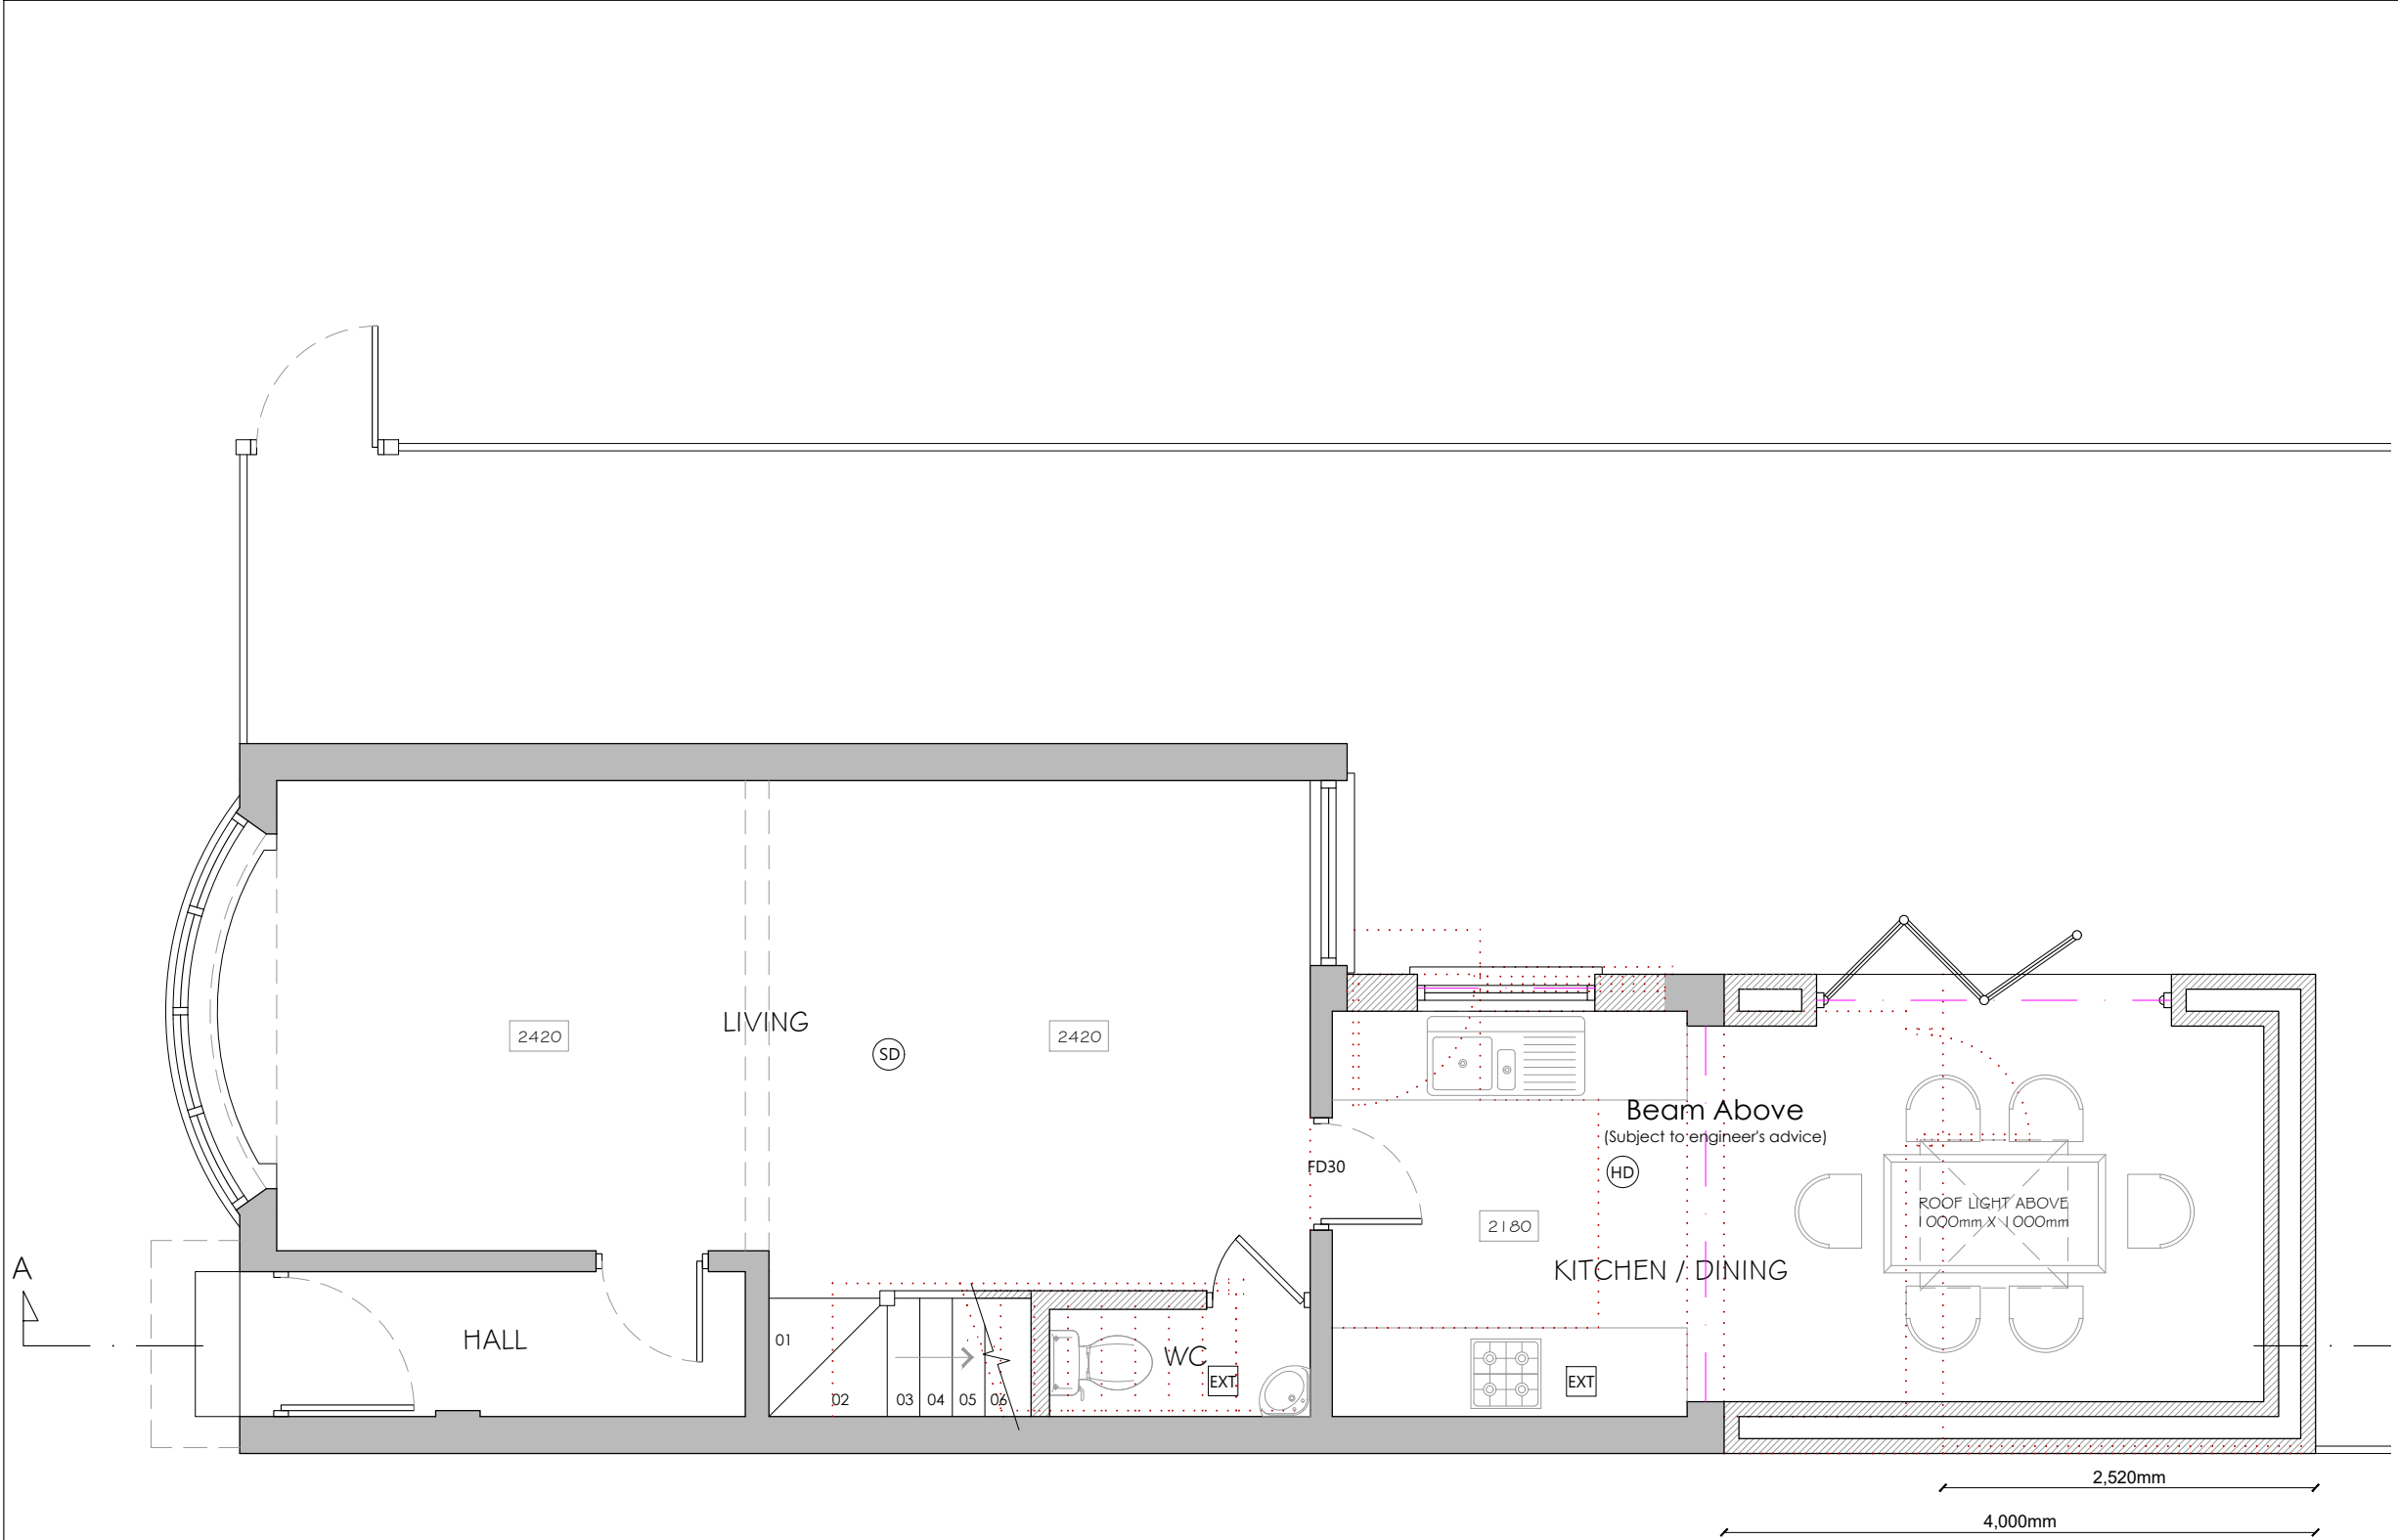 LIVING
2420
2420
SD
Beam Above
(Subject to engineer's advice)
FD30
HD
ROOF LIGHT ABOVE
1000mm X 1000mm
2180
A
KITCHEN / DINING
HALL
01
WC
EXT
EXT
02
03
04
05
06
2,520mm
4,000mm